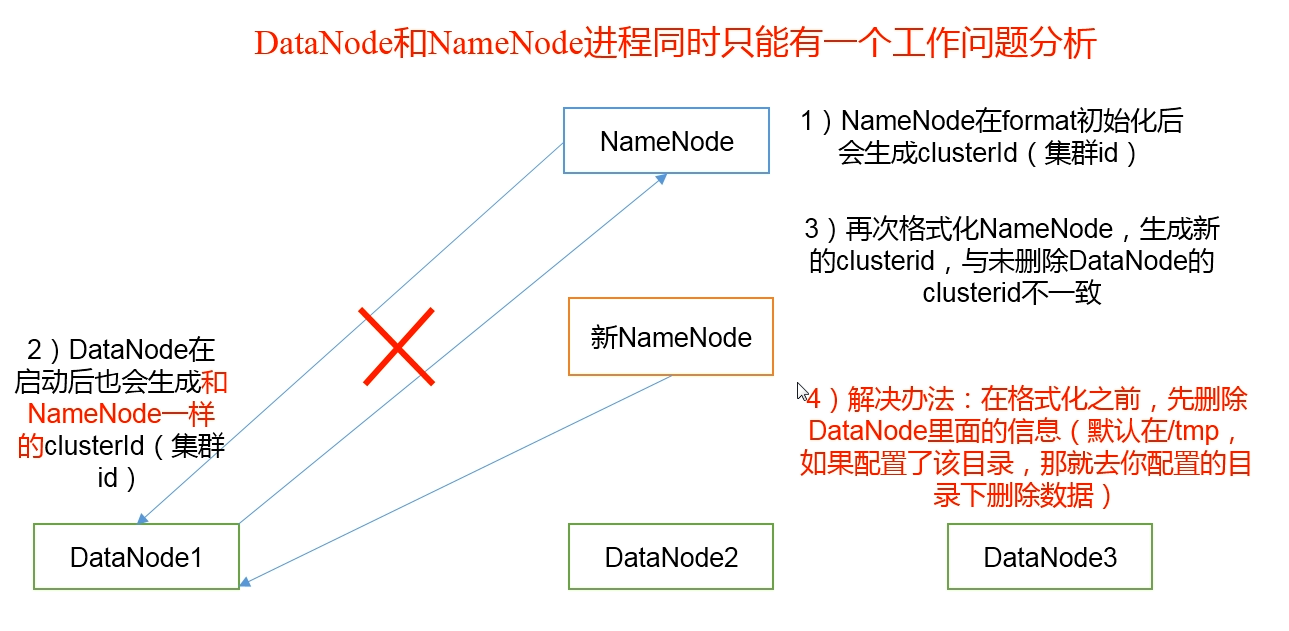 DataNode和NameNode进程同时只能有一个工作问题分析
NameNode
1）NameNode在format初始化后
会生成clusterId（集群id）
3）再次格式化NameNode，生成新
的clusterid，与未删除DataNode的
clusterid不一致
新NameNode
2）DataNode在
启动后也会生成和
NameNode一样
的clusterId（集群
id）
4）解决办法：在格式化之前，先删除
DataNode里面的信息（默认在/tmp，
如果配置了该目录，那就去你配置的目
录下删除数据）
DataNode1
DataNode2
DataNode3